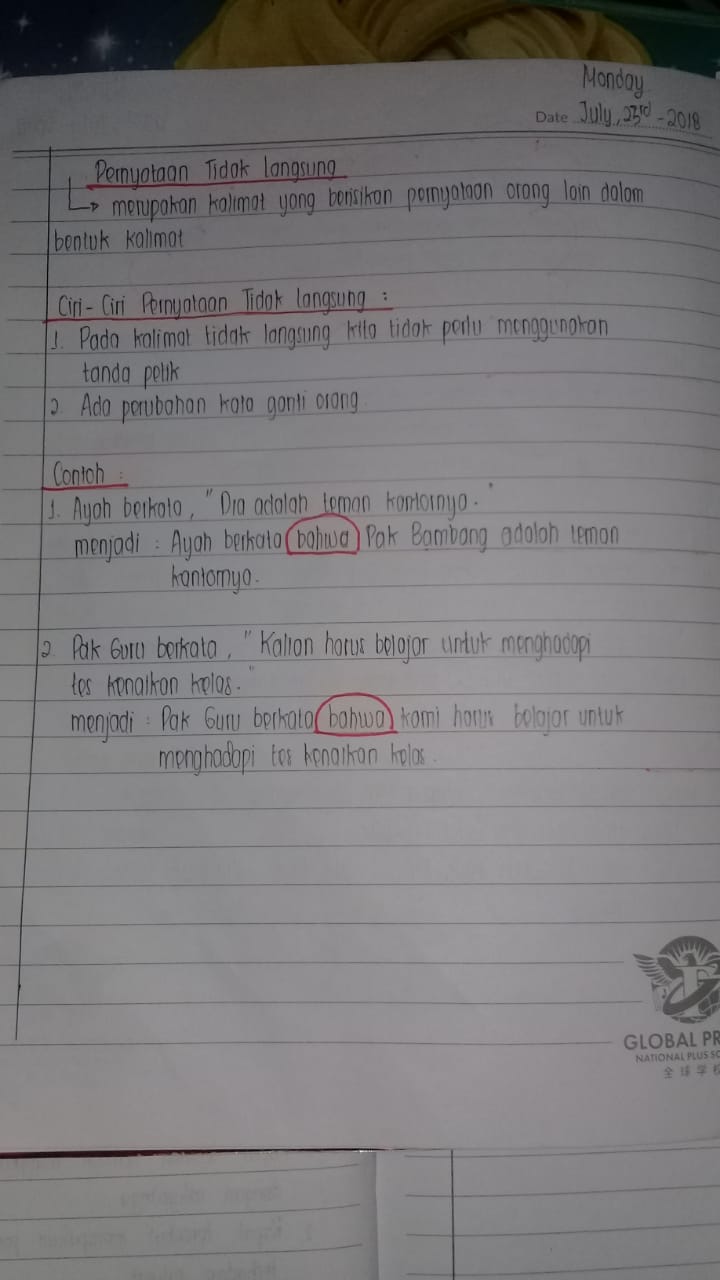 Monday
Date July, 23rd - 2018
Pernyataan Tidak langsung
↳ merupakan kalimat yang berisikan pernyataan orang lain dalam
bentuk kalimat
Ciri - Ciri Pernyataan Tidak langsung :
1. Pada kalimat tidak langsung kita tidak perlu menggunakan
tanda petik
2. Ada perubahan kata ganti orang.
Contoh :
1. Ayah berkata, "Dia adalah teman kantornya."
menjadi : Ayah berkata bahwa Pak Bambang adalah teman
kantornya.
2. Pak Guru berkata, "Kalian harus belajar untuk menghadapi
tes kenaikan kelas."
menjadi : Pak Guru berkata bahwa kami harus belajar untuk
menghadapi tes kenaikan kelas.
GLOBAL PR
NATIONAL PLUS SC
全球学校